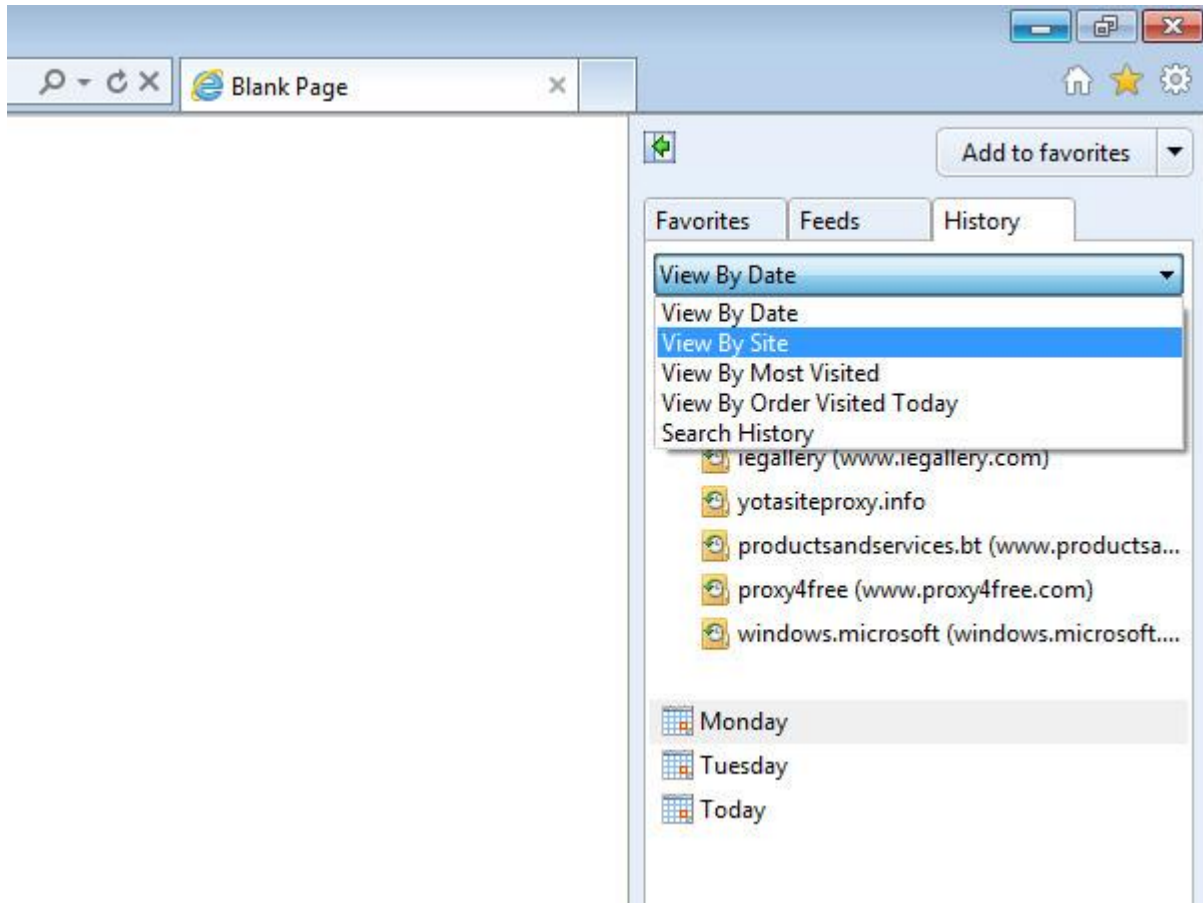 Blank Page
Add to favorites
Favorites Feeds History
View By Date
View By Date
View By Site
View By Most Visited
View By Order Visited Today
Search History
iegallery (www.iegallery.com)
yotasiteproxy.info
productsandservices.bt (www.productsa...
proxy4free (www.proxy4free.com)
windows.microsoft (windows.microsoft....
Monday
Tuesday
Today